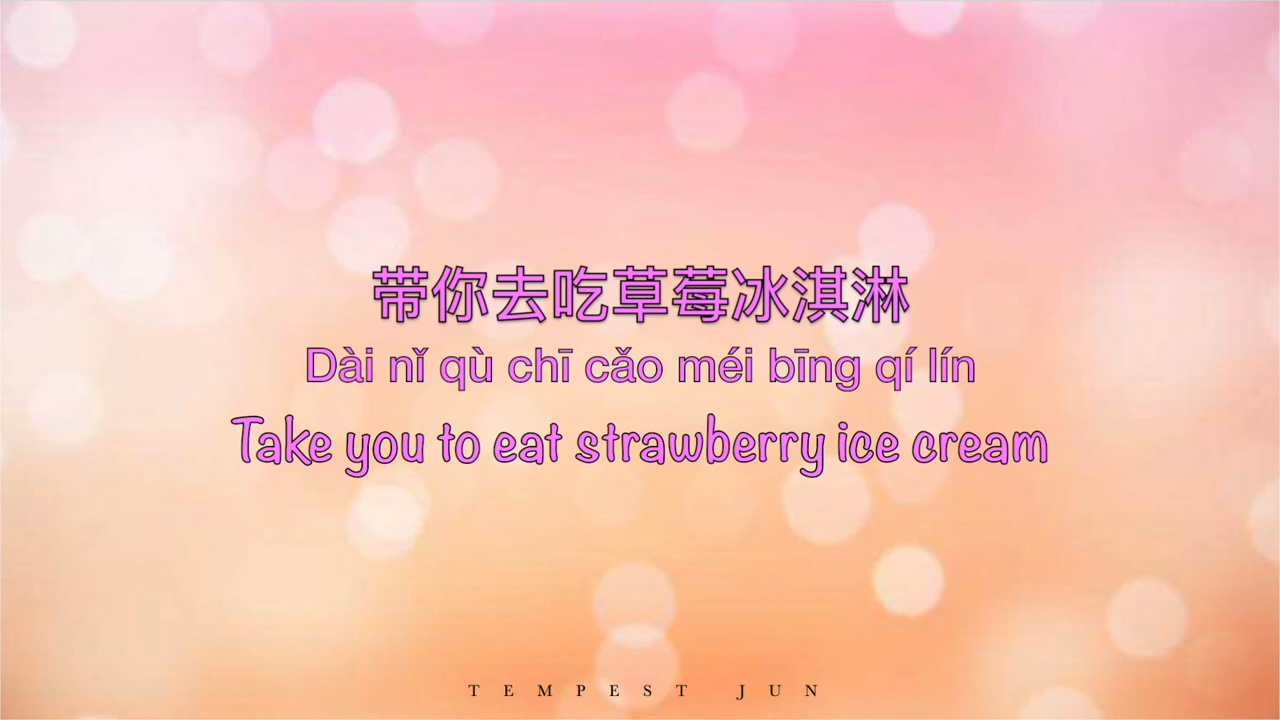 带你去吃草莓冰淇淋
Dài nǐ qù chī cǎo méi bīng qí lín
Take you to eat strawberry ice cream
TEMPEST JUN